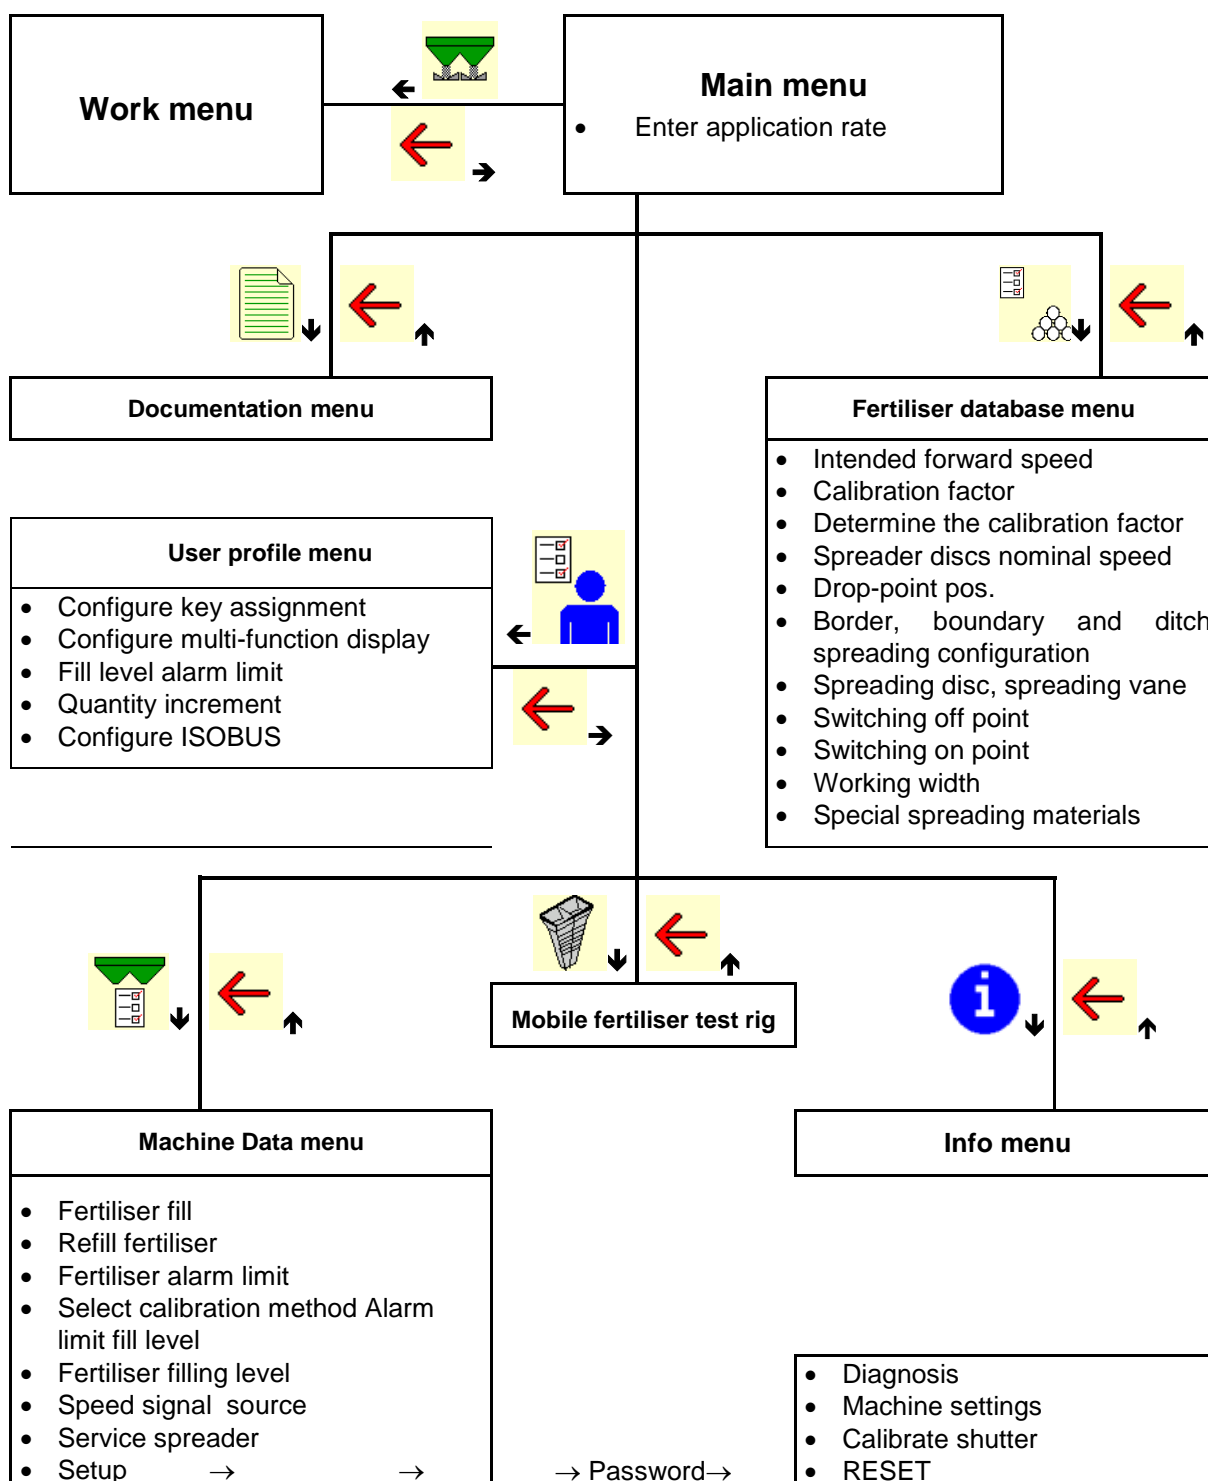 Work menu
Main menu
• Enter application rate
Documentation menu
Fertiliser database menu
• Intended forward speed
• Calibration factor
• Determine the calibration factor
• Spreader discs nominal speed
• Drop-point pos.
• Border, boundary and ditch
spreading configuration
• Spreading disc, spreading vane
• Switching off point
• Switching on point
• Working width
• Special spreading materials
User profile menu
• Configure key assignment
• Configure multi-function display
• Fill level alarm limit
• Quantity increment
• Configure ISOBUS
Mobile fertiliser test rig
Machine Data menu
• Fertiliser fill
• Refill fertiliser
• Fertiliser alarm limit
• Select calibration method Alarm
limit fill level
• Fertiliser filling level
• Speed signal source
• Service spreader
• Setup → → → Password→
Info menu
• Diagnosis
• Machine settings
• Calibrate shutter
• RESET